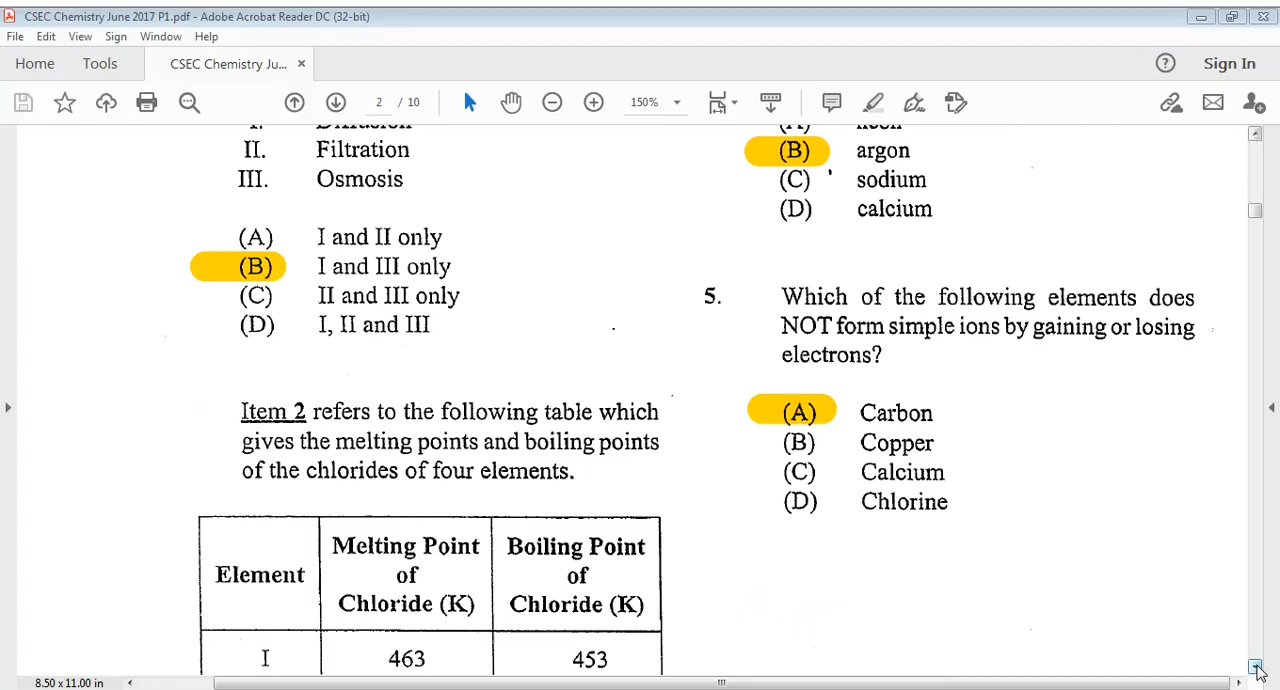 CSEC Chemistry June 2017 P1.pdf - Adobe Acrobat Reader DC (32-bit)
File Edit View Sign Window Help
Home Tools CSEC Chemistry Ju... × Sign In
2 / 10 150%
I. Diffusion
II. Filtration
III. Osmosis
(A) I and II only
(B) I and III only
(C) II and III only
(D) I, II and III
Item 2 refers to the following table which
gives the melting points and boiling points
of the chlorides of four elements.
Element Melting Point of Chloride (K) Boiling Point of Chloride (K)
I 463 453
(A) neon
(B) argon
(C) sodium
(D) calcium
5. Which of the following elements does
NOT form simple ions by gaining or losing
electrons?
(A) Carbon
(B) Copper
(C) Calcium
(D) Chlorine
8.50 x 11.00 in